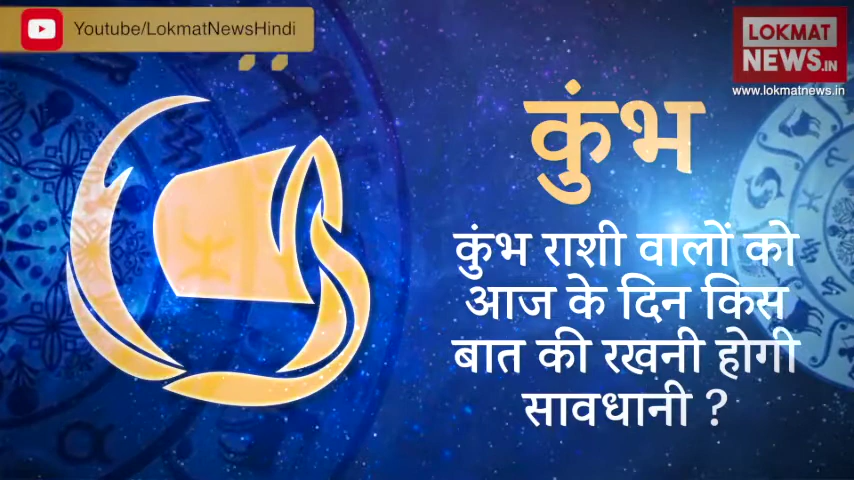 Youtube/LokmatNewsHindi
LOKMAT
NEWS.IN
www.lokmatnews.in
कुंभ
कुंभ राशी वालों को
आज के दिन किस
बात की रखनी होगी
सावधानी ?